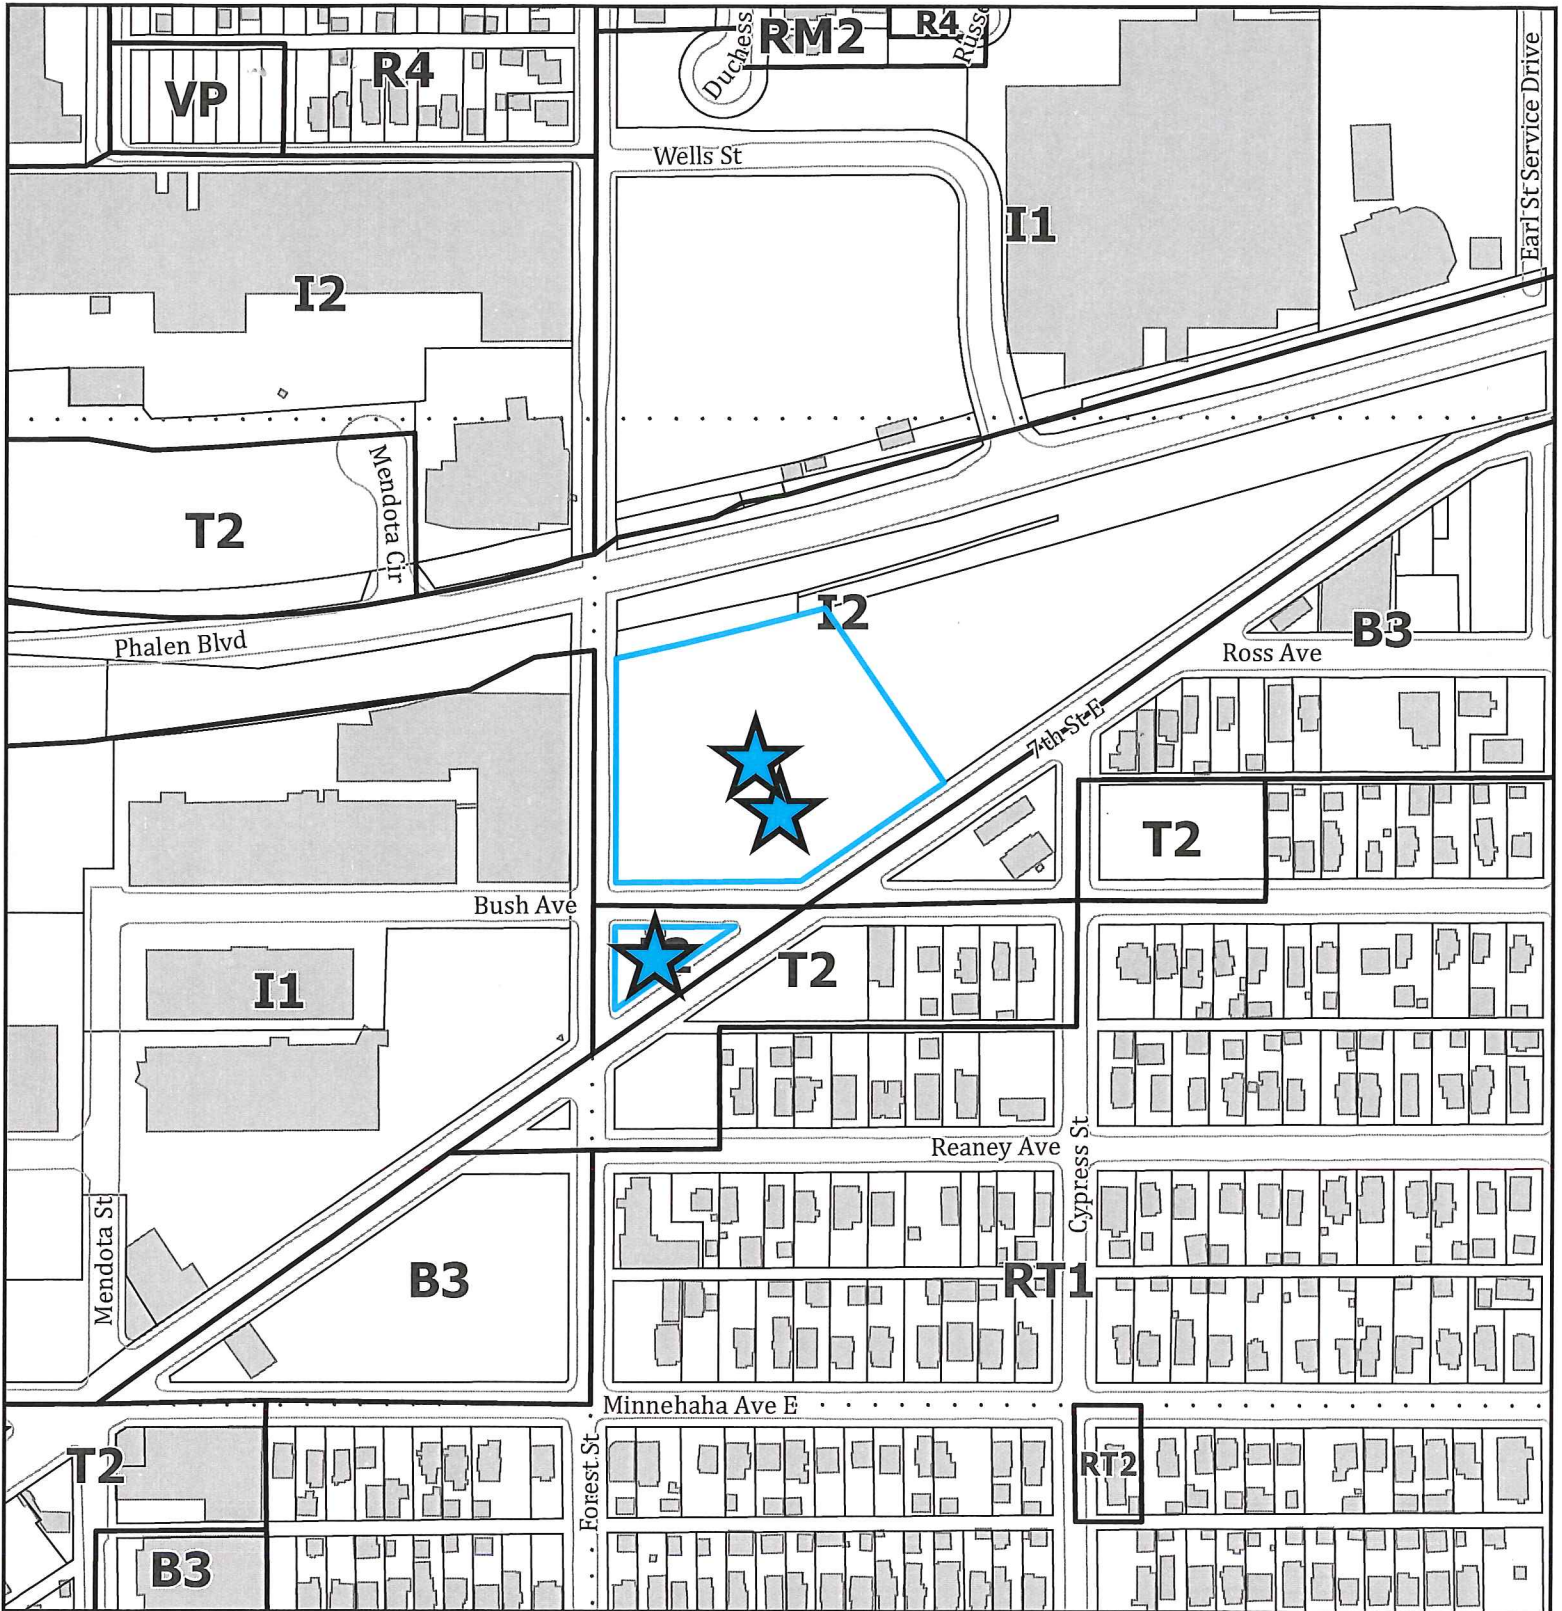 Duchess
RM2
R4
Russe
Earl St Service Drive
VP
R4
Wells St
I1
I2
Mendota Cir
T2
I2
B3
Phalen Blvd
Ross Ave
7th St E
T2
Bush Ave
T2
I1
Reaney Ave
Cypress St
Mendota St
B3
RT1
Minnehaha Ave E
Forest St
T2
RT2
B3